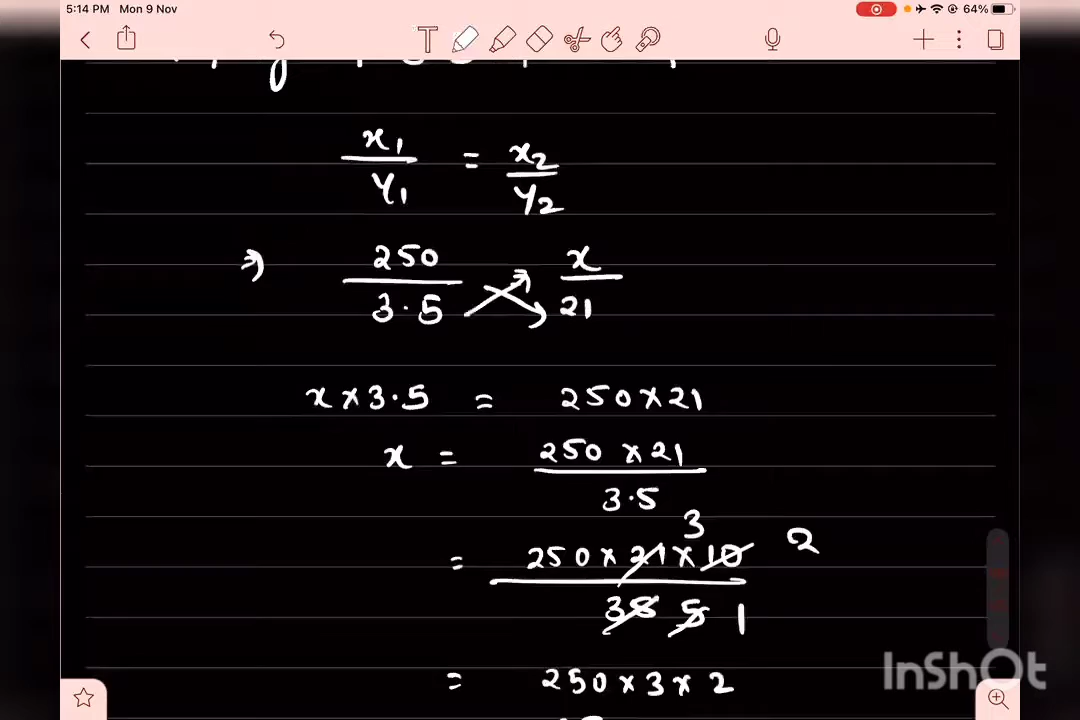 5:14 PM Mon 9 Nov
64%
T
x₁/y₁ = x₂/y₂
⇒ 250/3.5 x/21
x × 3.5 = 250 × 21
x = 250 × 21 / 3.5
3
= 250 × 21 × 10 / 35 2
5 1
= 250 × 3 × 2
InShOt